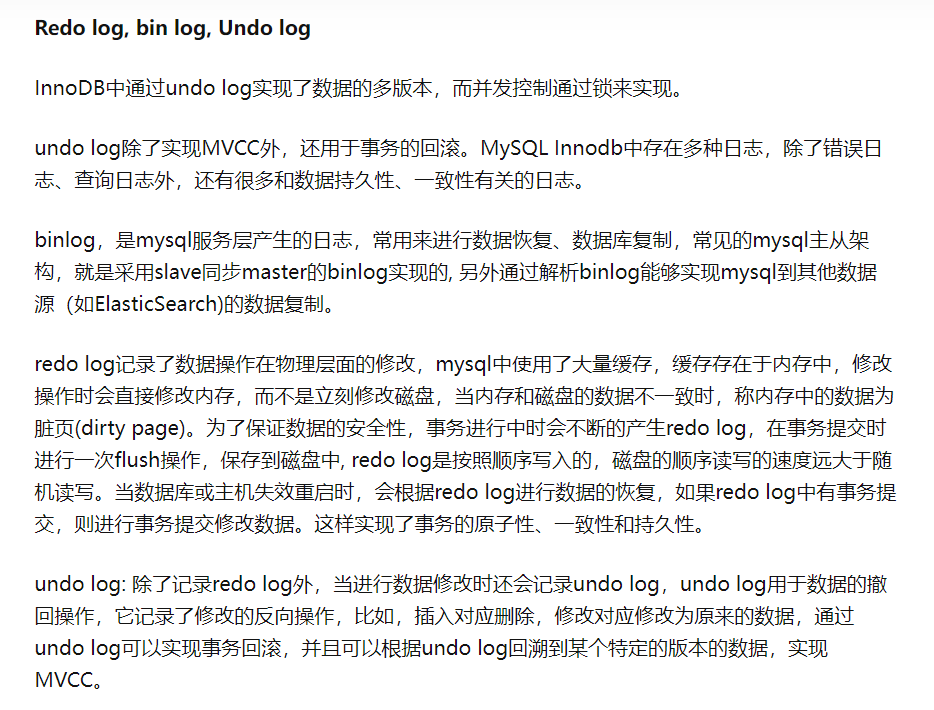 Redo log, bin log, Undo log
InnoDB中通过undo log实现了数据的多版本，而并发控制通过锁来实现。
undo log除了实现MVCC外，还用于事务的回滚。MySQL Innodb中存在多种日志，除了错误日
志、查询日志外，还有很多和数据持久性、一致性有关的日志。
binlog，是mysql服务层产生的日志，常用来进行数据恢复、数据库复制，常见的mysql主从架
构，就是采用slave同步master的binlog实现的, 另外通过解析binlog能够实现mysql到其他数据
源（如ElasticSearch)的数据复制。
redo log记录了数据操作在物理层面的修改，mysql中使用了大量缓存，缓存存在于内存中，修改
操作时会直接修改内存，而不是立刻修改磁盘，当内存和磁盘的数据不一致时，称内存中的数据为
脏页(dirty page)。为了保证数据的安全性，事务进行中时会不断的产生redo log，在事务提交时
进行一次flush操作，保存到磁盘中, redo log是按照顺序写入的，磁盘的顺序读写的速度远大于随
机读写。当数据库或主机失效重启时，会根据redo log进行数据的恢复，如果redo log中有事务提
交，则进行事务提交修改数据。这样实现了事务的原子性、一致性和持久性。
undo log: 除了记录redo log外，当进行数据修改时还会记录undo log，undo log用于数据的撤
回操作，它记录了修改的反向操作，比如，插入对应删除，修改对应修改为原来的数据，通过
undo log可以实现事务回滚，并且可以根据undo log回溯到某个特定的版本的数据，实现
MVCC。